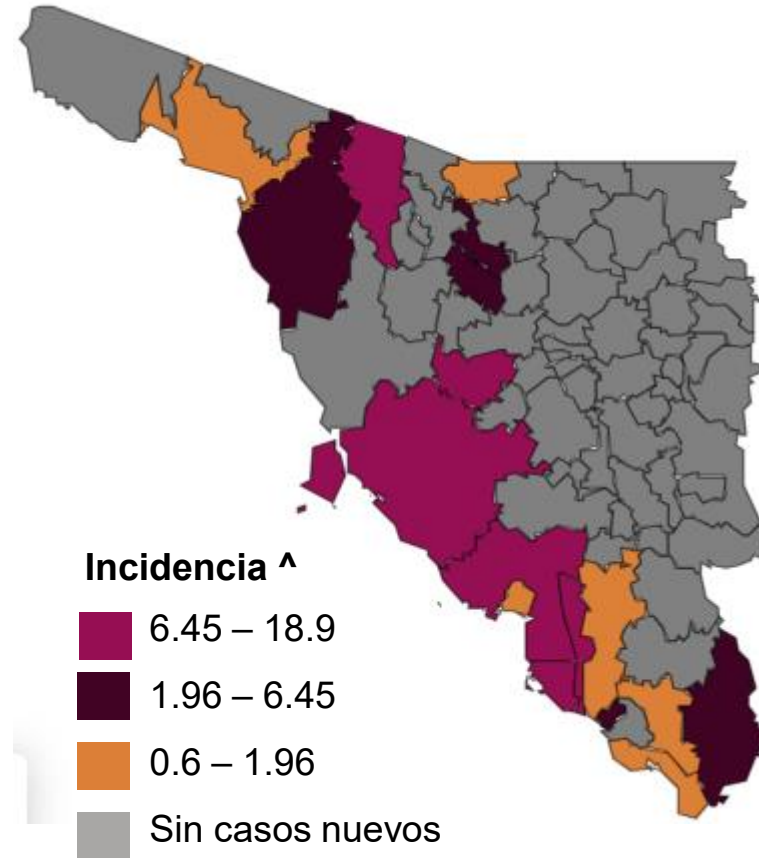 Incidencia ^
6.45 – 18.9
1.96 – 6.45
0.6 – 1.96
Sin casos nuevos